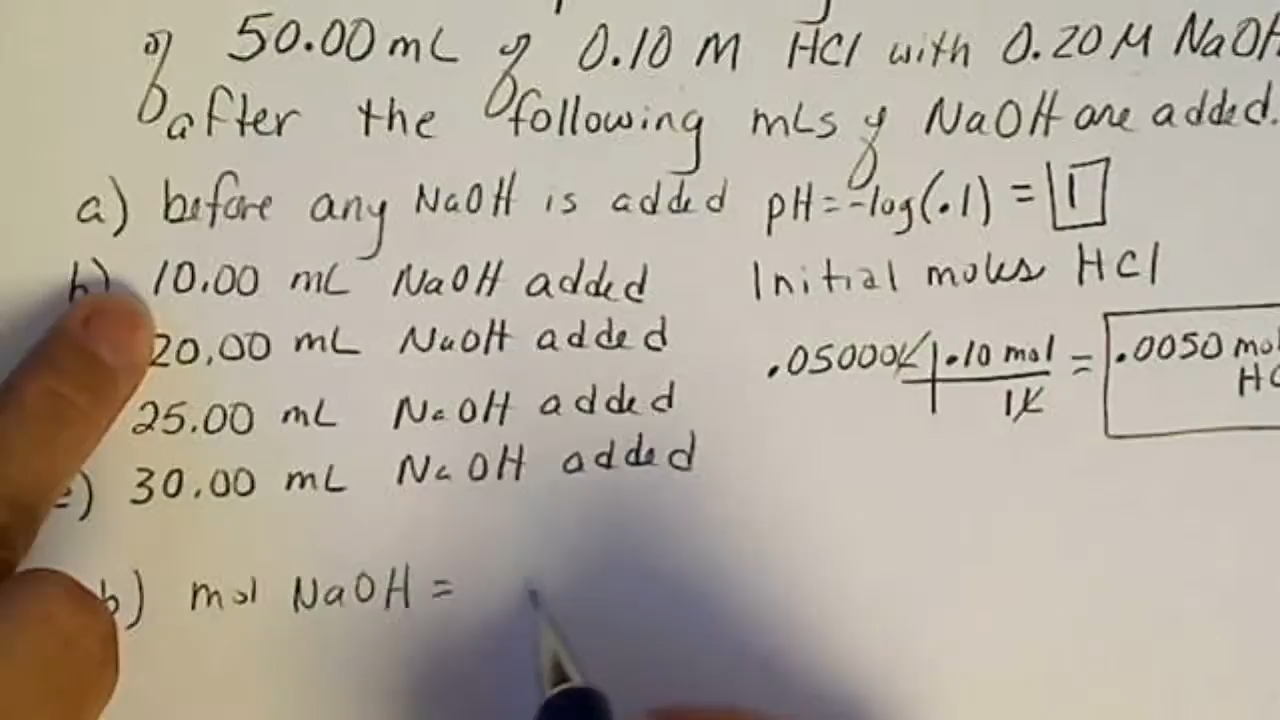 of 50.00 mL of 0.10 M HCl with 0.20 M NaOH
after the following mLs of NaOH are added.
a) before any NaOH is added pH = -log(.1) = 1
b) 10.00 mL NaOH added
Initial moles HCl
20.00 mL NaOH added
.05000L | .10 mol = .0050 mol
1L HC
25.00 mL NaOH added
e) 30.00 mL NaOH added
b) mol NaOH =